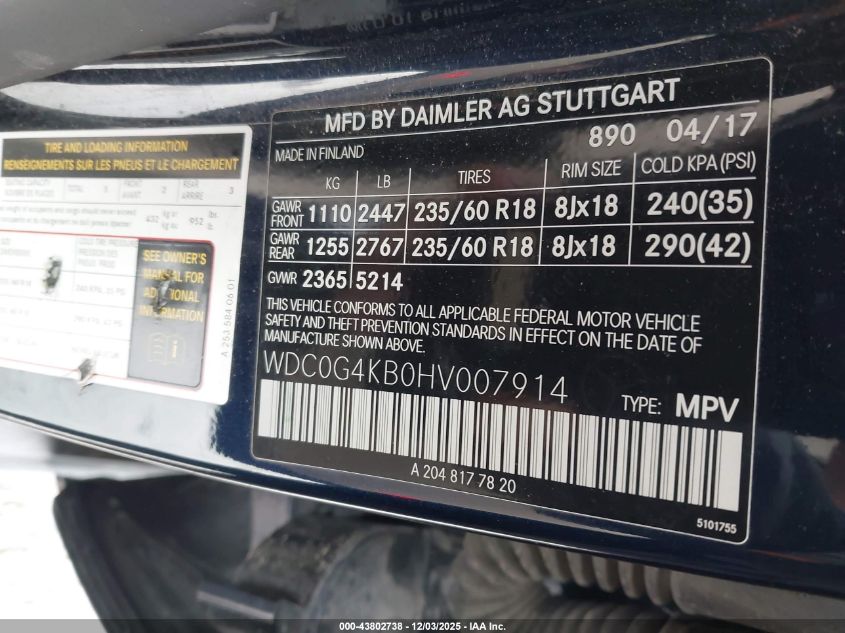 TIRE AND LOADING INFORMATION
RENSEIGNEMENTS SUR LES PNEUS ET LE CHARGEMENT
SEE OWNER'S
MANUAL FOR
ADDITIONAL
INFORMATION
A 253 584 06 01
MFD BY DAIMLER AG STUTTGART
890 04/17
MADE IN FINLAND
KG LB TIRES RIM SIZE COLD KPA (PSI)
GAWR FRONT 1110 2447 235/60 R18 8Jx18 240(35)
GAWR REAR 1255 2767 235/60 R18 8Jx18 290(42)
GVWR 2365 5214
THIS VEHICLE CONFORMS TO ALL APPLICABLE FEDERAL MOTOR VEHICLE
SAFETY AND THEFT PREVENTION STANDARDS IN EFFECT ON THE DATE OF
MANUFACTURE SHOWN ABOVE.
WDC0G4KB0HV007914
TYPE: MPV
A 204 817 78 20
5101755
000-43802738 - 12/03/2025 - IAA Inc.